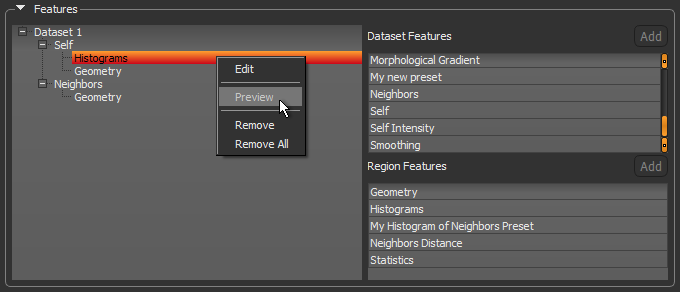 Features
Dataset 1
Self
Histograms
Geometry
Neighbors
Geometry
Edit
Preview
Remove
Remove All
Dataset Features
Add
Morphological Gradient
My new preset
Neighbors
Self
Self Intensity
Smoothing
Region Features
Add
Geometry
Histograms
My Histogram of Neighbors Preset
Neighbors Distance
Statistics